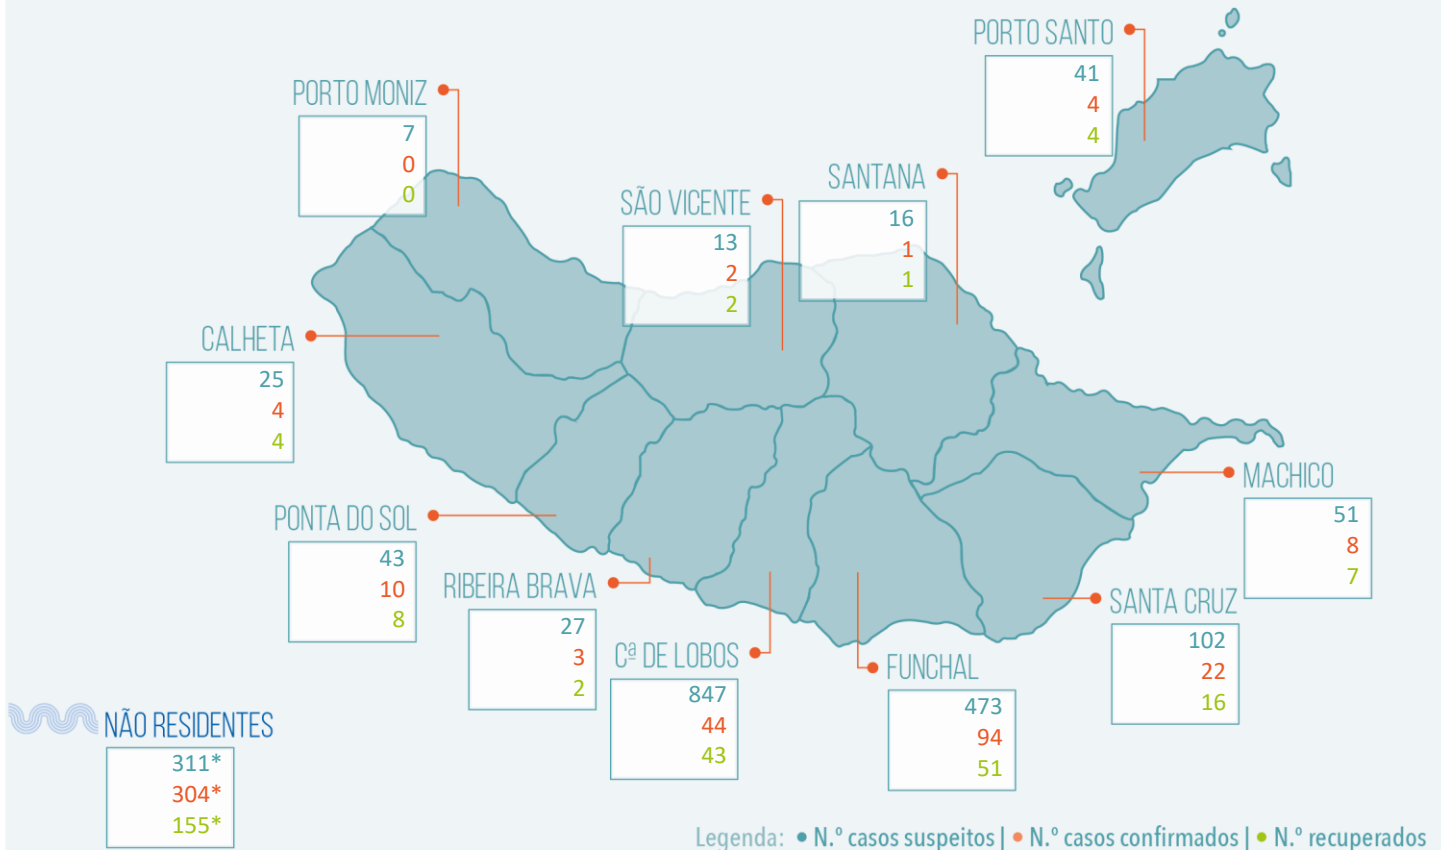 PORTO SANTO
41
4
4
PORTO MONIZ
7
0
0
SANTANA
16
1
1
SÃO VICENTE
13
2
2
CALHETA
25
4
4
MACHICO
51
8
7
PONTA DO SOL
43
10
8
RIBEIRA BRAVA
27
3
2
SANTA CRUZ
102
22
16
Cª DE LOBOS
847
44
43
FUNCHAL
473
94
51
NÃO RESIDENTES
311*
304*
155*
Legenda: • N.º casos suspeitos | • N.º casos confirmados | • N.º recuperados